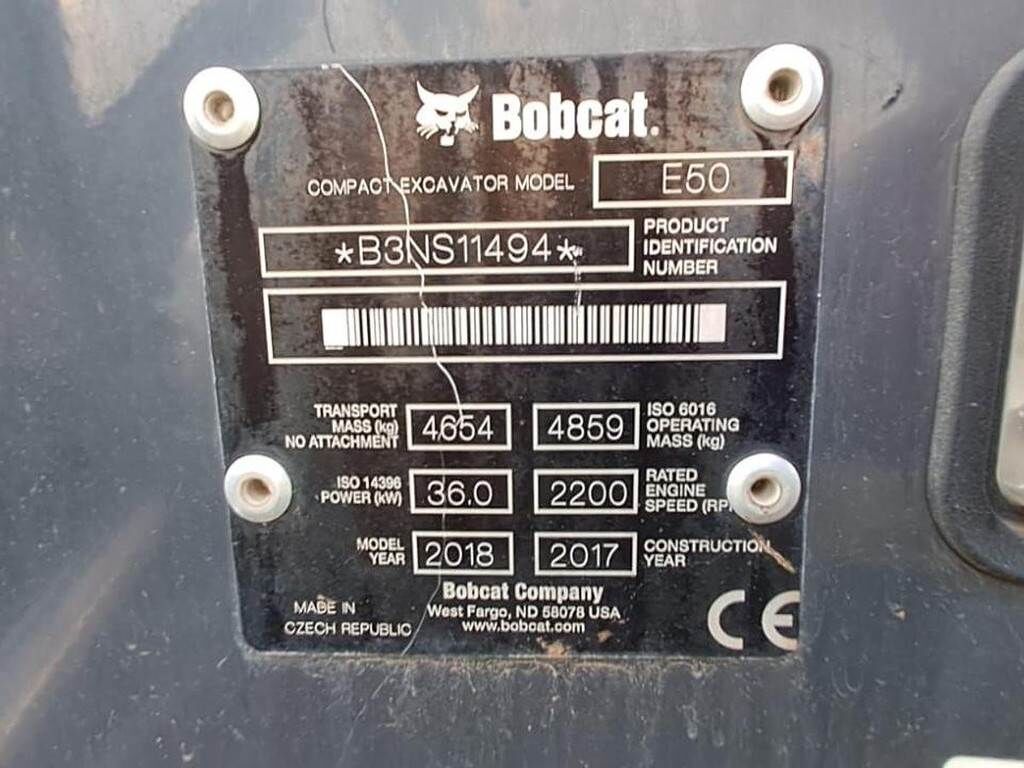 Bobcat.
COMPACT EXCAVATOR MODEL E50
*B3NS11494* PRODUCT IDENTIFICATION NUMBER
TRANSPORT MASS (kg) NO ATTACHMENT 4654 4859 ISO 6016 OPERATING MASS (kg)
ISO 14396 POWER (kW) 36.0 2200 RATED ENGINE SPEED (RP
MODEL YEAR 2018 2017 CONSTRUCTION YEAR
Bobcat Company
West Fargo, ND 58078 USA
www.bobcat.com
MADE IN
CZECH REPUBLIC
CE